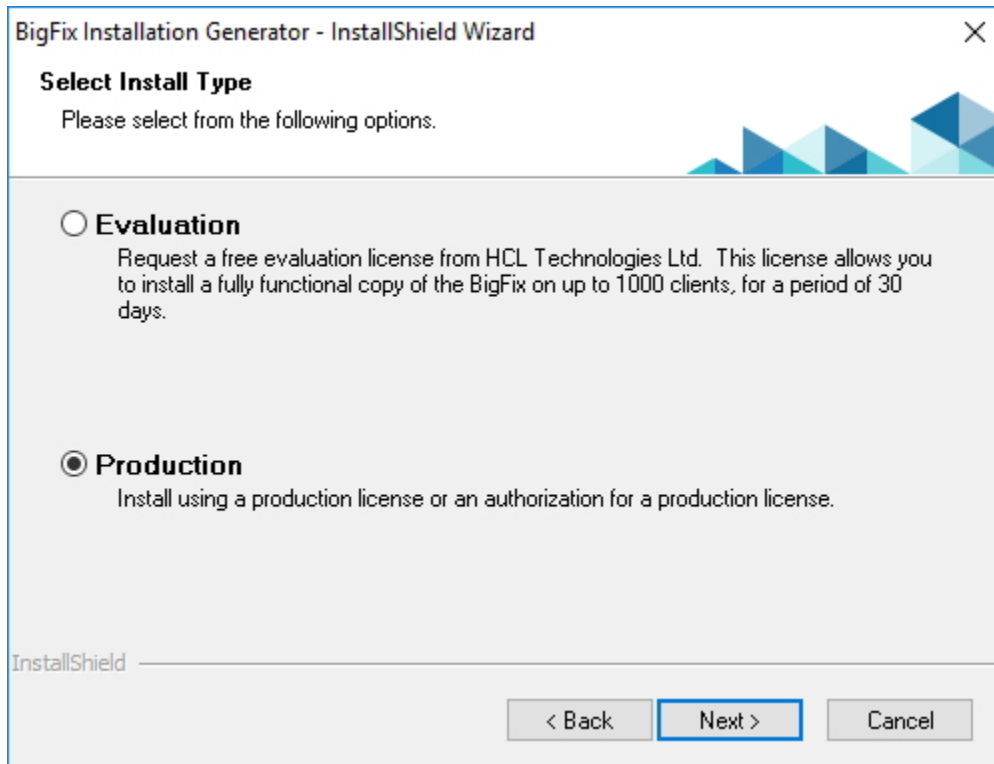 BigFix Installation Generator - InstallShield Wizard
Select Install Type
Please select from the following options.
Evaluation
Request a free evaluation license from HCL Technologies Ltd.  This license allows you
to install a fully functional copy of the BigFix on up to 1000 clients, for a period of 30
days.
Production
Install using a production license or an authorization for a production license.
InstallShield
< Back
Next >
Cancel